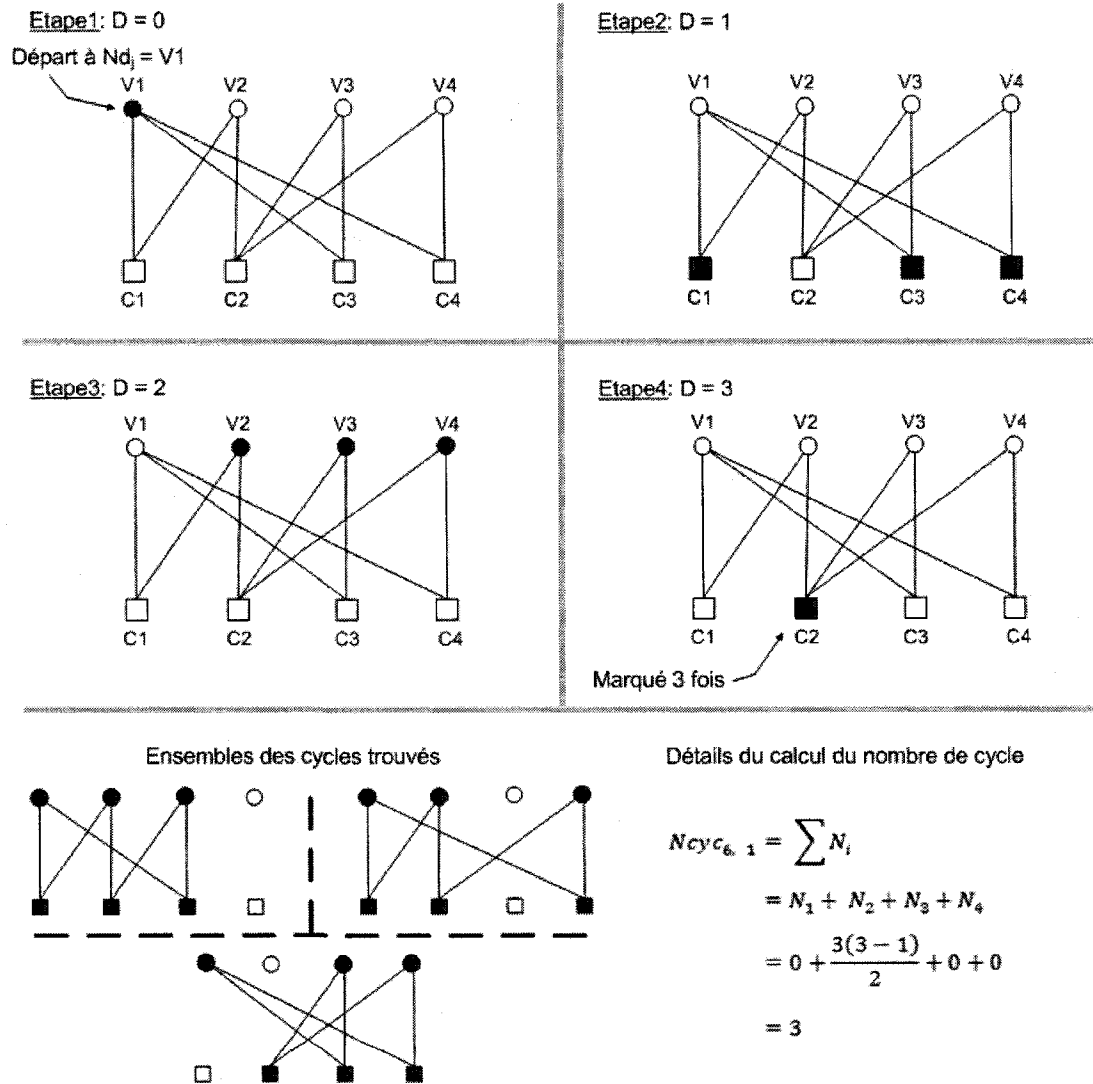 Etape1: D = 0
Départ à Nd_j = V1
V1 V2 V3 V4
C1 C2 C3 C4
Etape2: D = 1
V1 V2 V3 V4
C1 C2 C3 C4
Etape3: D = 2
V1 V2 V3 V4
C1 C2 C3 C4
Etape4: D = 3
V1 V2 V3 V4
C1 C2 C3 C4
Marqué 3 fois
Ensembles des cycles trouvés
Détails du calcul du nombre de cycle
Ncyc_{6, 1} = ∑ N_i
= N_1 + N_2 + N_3 + N_4
= 0 + 3(3 − 1)/2 + 0 + 0
= 3